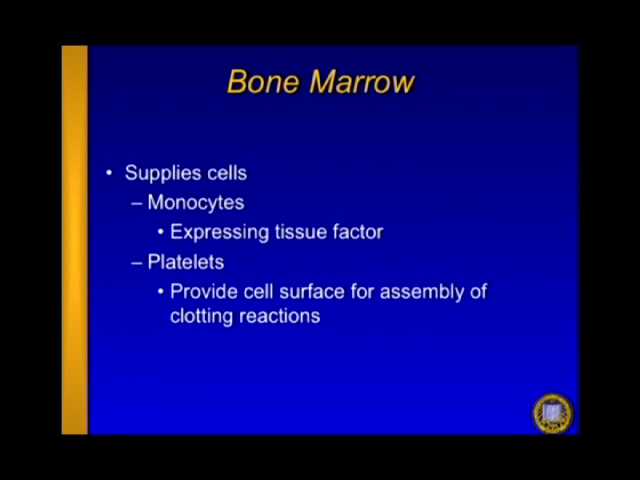 Bone Marrow
• Supplies cells
– Monocytes
• Expressing tissue factor
– Platelets
• Provide cell surface for assembly of
clotting reactions